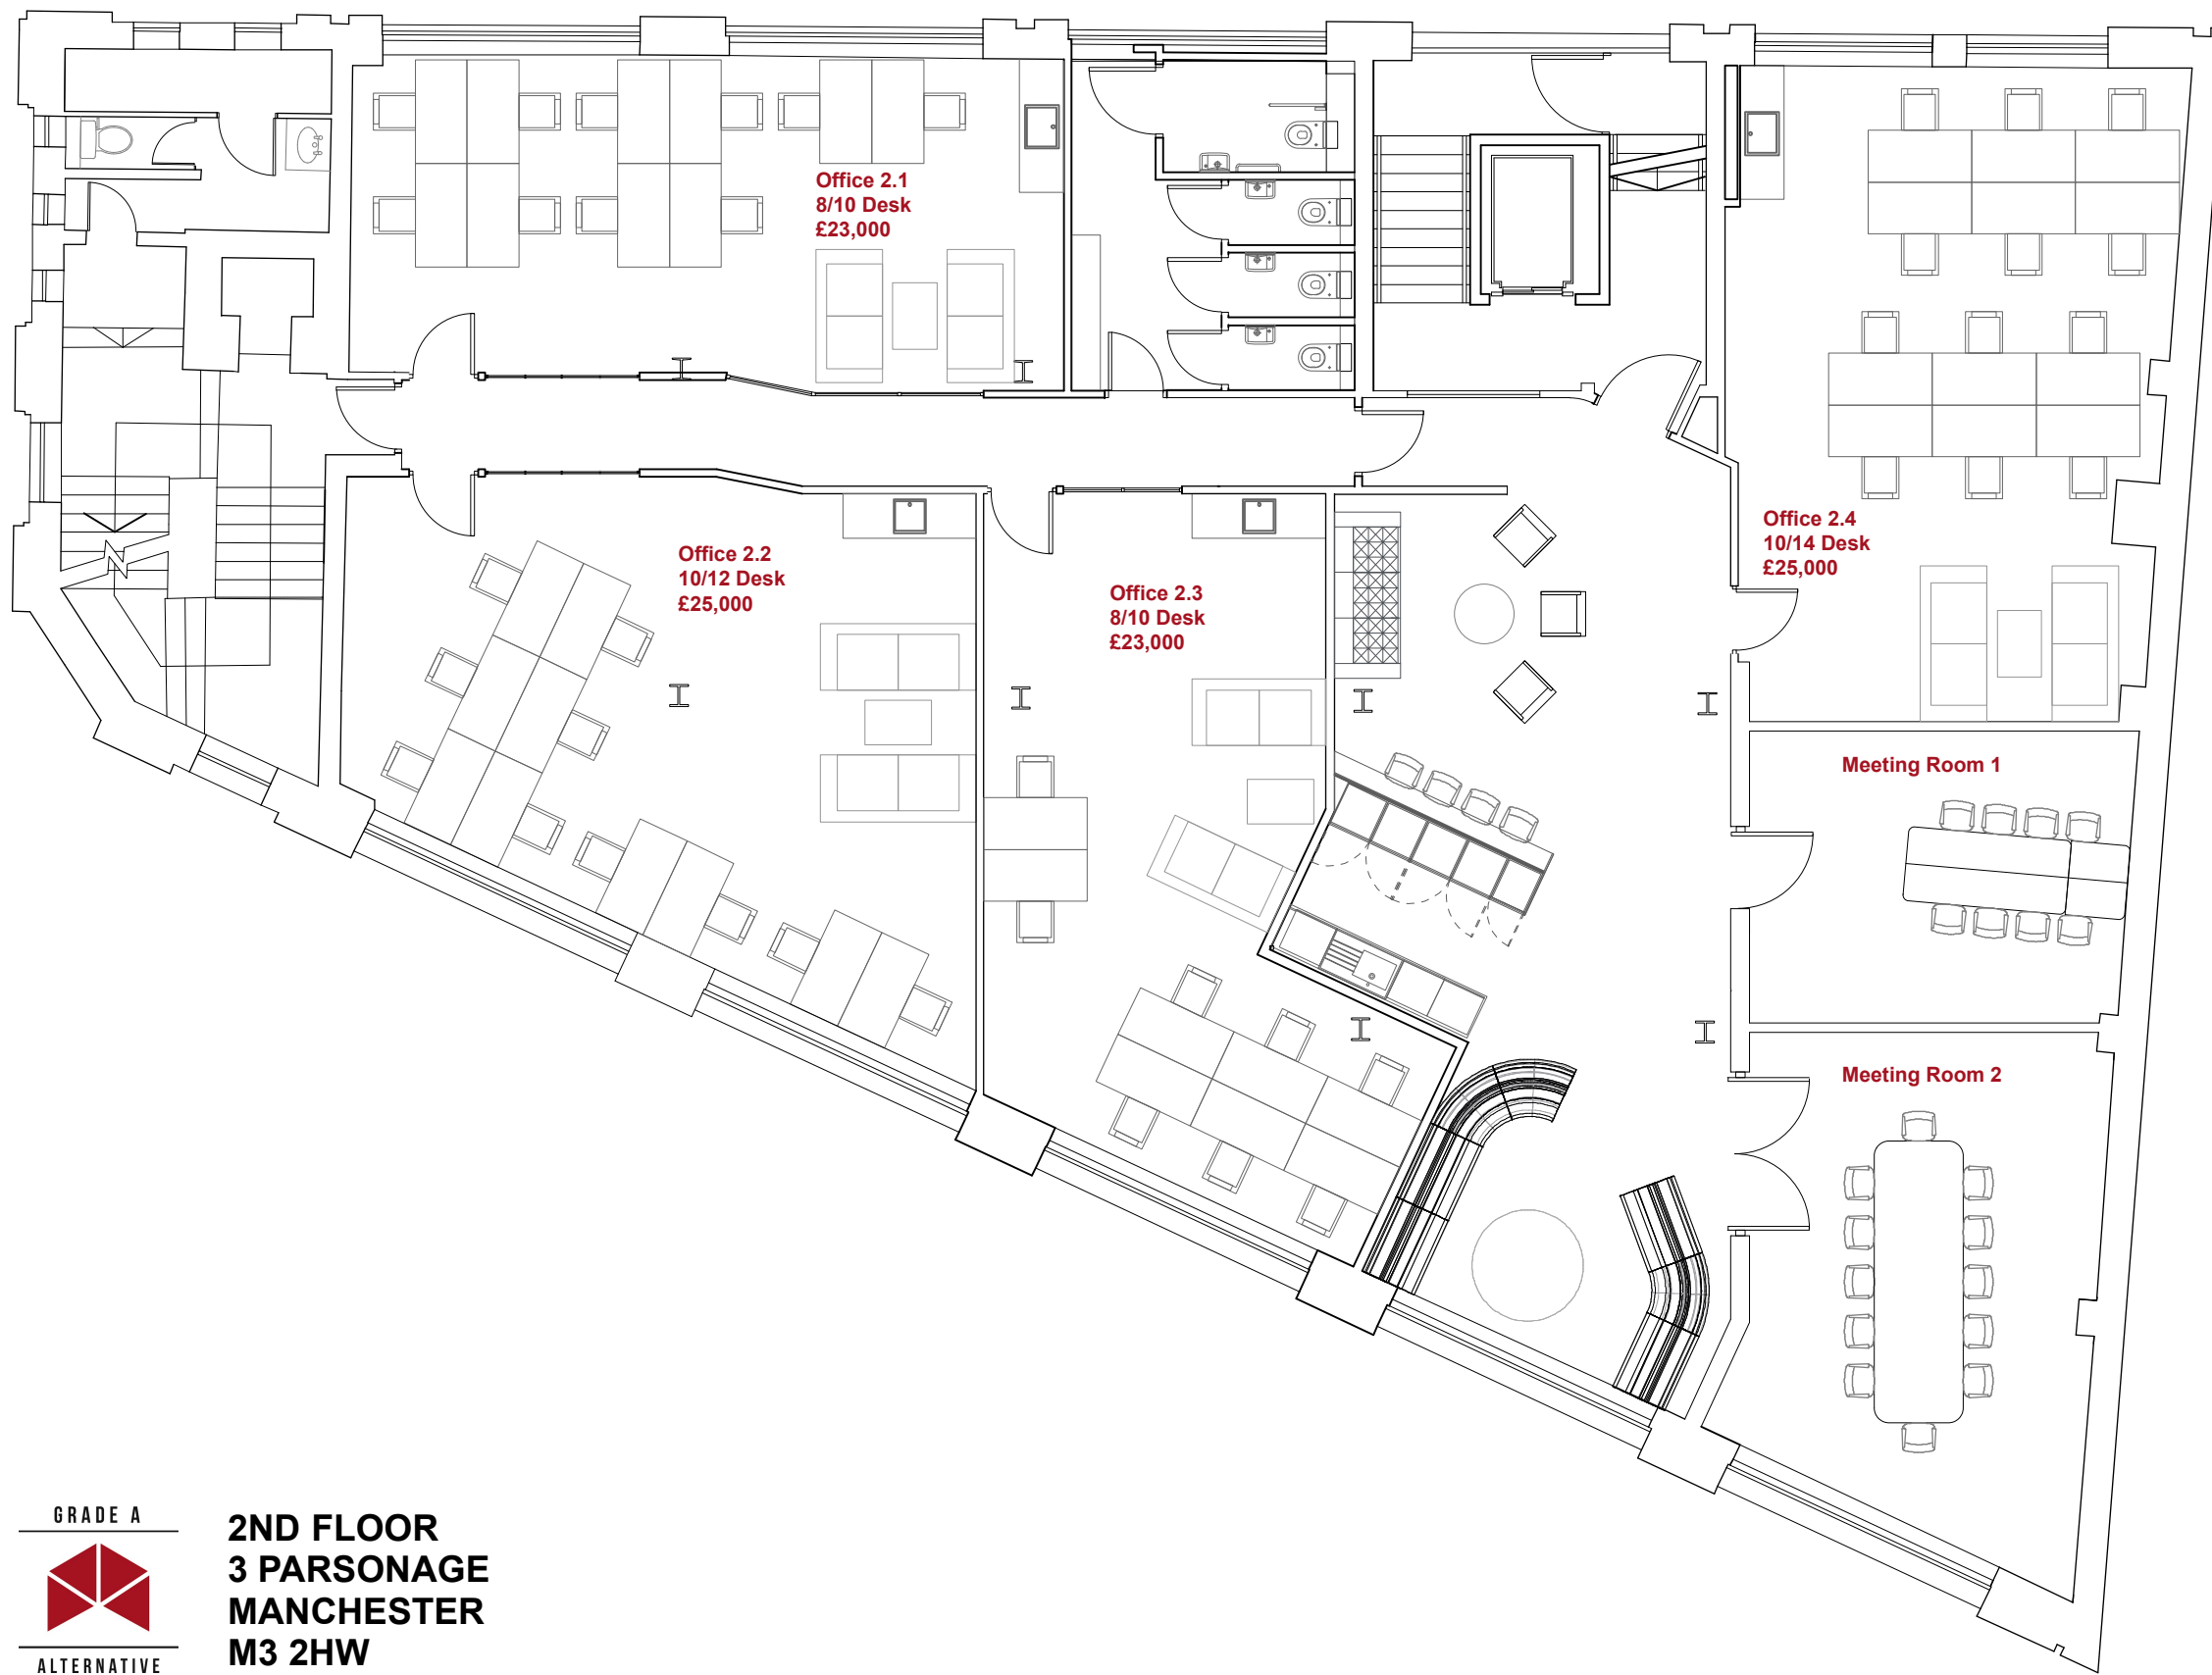 Office 2.1
8/10 Desk
£23,000
Office 2.2
10/12 Desk
£25,000
Office 2.3
8/10 Desk
£23,000
Office 2.4
10/14 Desk
£25,000
Meeting Room 1
Meeting Room 2
GRADE A
ALTERNATIVE
2ND FLOOR
3 PARSONAGE
MANCHESTER
M3 2HW